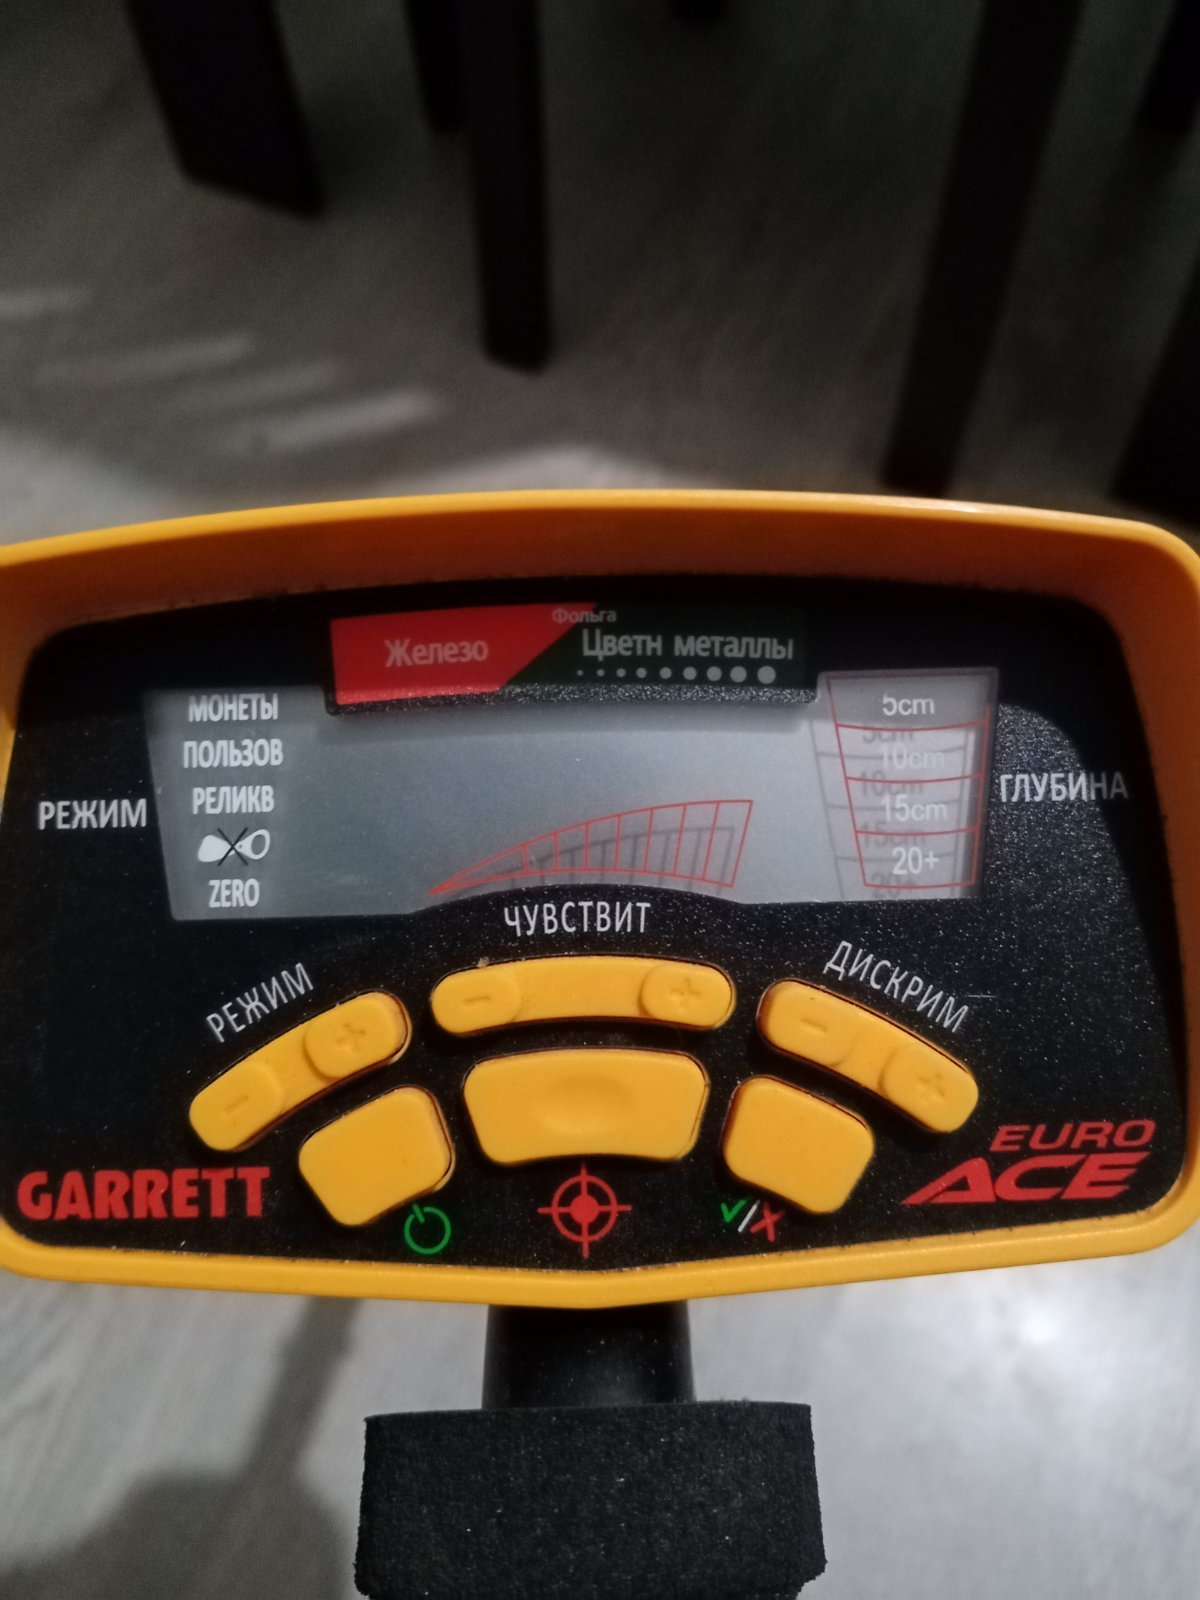 Фольга
Железо
Цветн металлы
МОНЕТЫ
ПОЛЬЗОВ
РЕЛИКВ
ZERO
РЕЖИМ
5cm
10cm
15cm
20+
ГЛУБИНА
ЧУВСТВИТ
РЕЖИМ
ДИСКРИМ
- +
- +
- +
GARRETT
EURO
ACE
✓/X